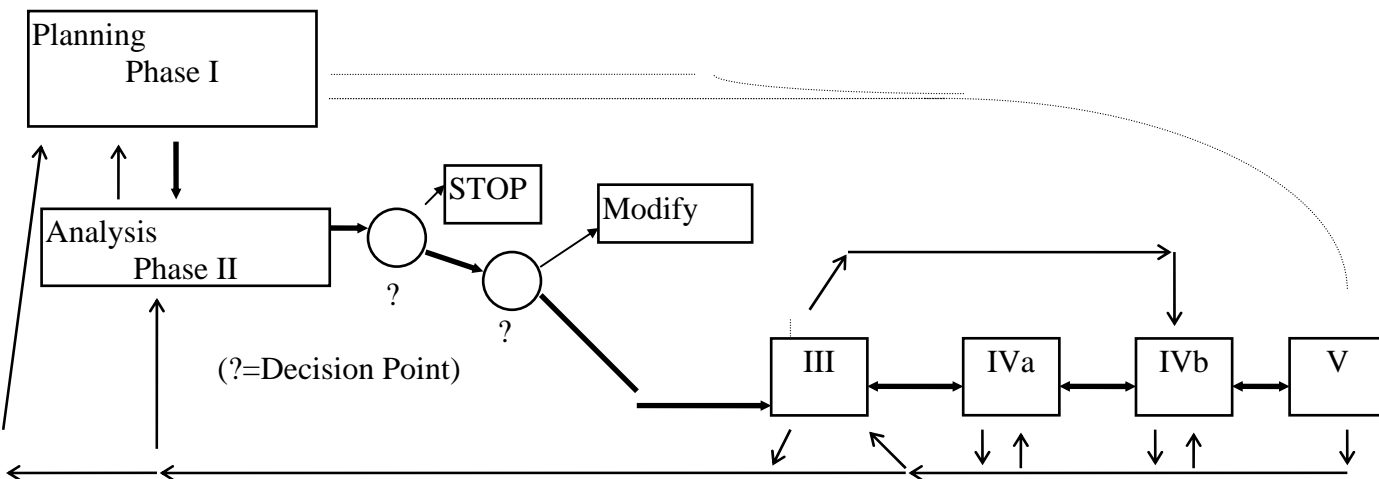 Planning
Phase I
STOP
Modify
Analysis
Phase II
?
?
(?=Decision Point)
III
IVa
IVb
V